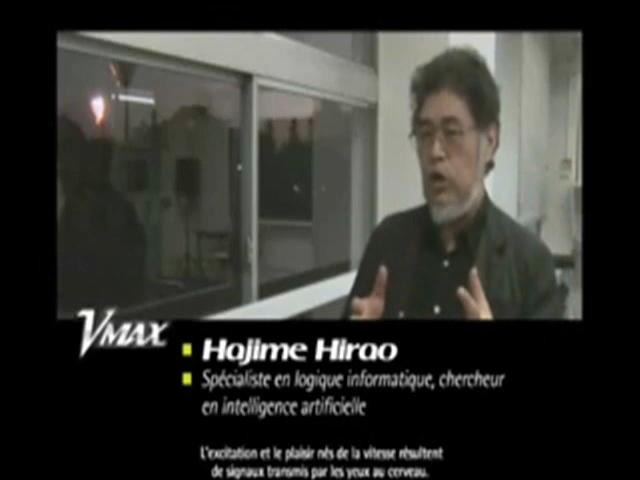 VMAX
Hajime Hirao
Spécialiste en logique informatique, chercheur
en intelligence artificielle
L'excitation et le plaisir nés de la vitesse résultent
de signaux transmis par les yeux au cerveau.